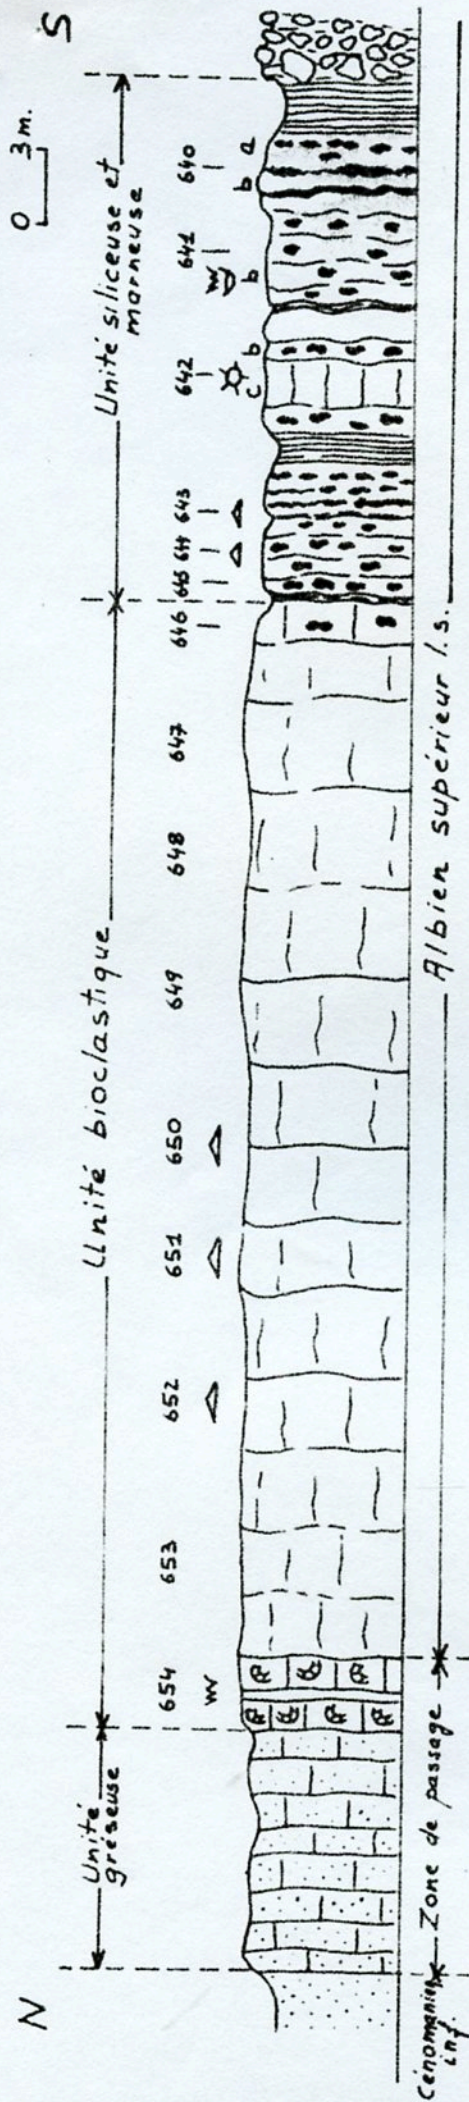 N
S
0 3m.
Unité gréseuse
Unité bioclastique
Unité siliceuse et marneuse
654 653 652 651 650 649 648 647 646 645 644 643 642 641 640
c b b b a
Cénomanien inf.
Zone de passage
Albien supérieur l.s.